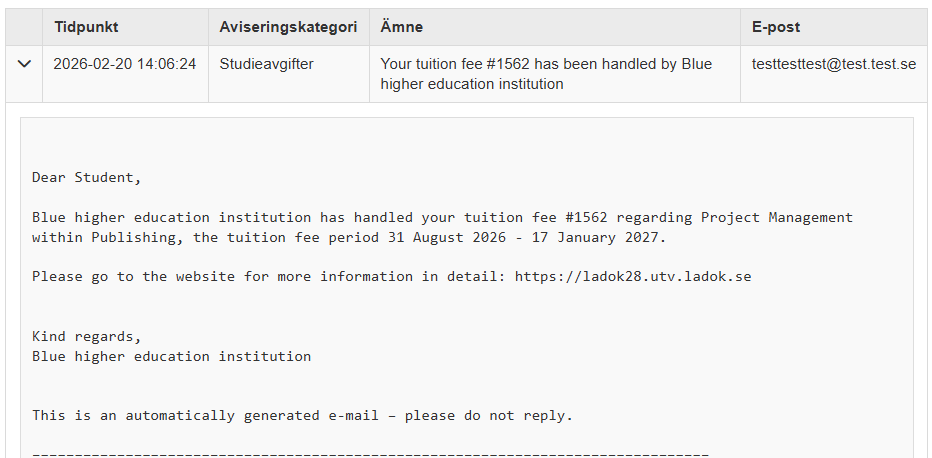 Tidpunkt Aviseringskategori Ämne E-post
2026-02-20 14:06:24 Studieavgifter Your tuition fee #1562 has been handled by Blue testtesttest@test.test.se
higher education institution
Dear Student,
Blue higher education institution has handled your tuition fee #1562 regarding Project Management
within Publishing, the tuition fee period 31 August 2026 - 17 January 2027.
Please go to the website for more information in detail: https://ladok28.utv.ladok.se
Kind regards,
Blue higher education institution
This is an automatically generated e-mail – please do not reply.
--------------------------------------------------------------------------------